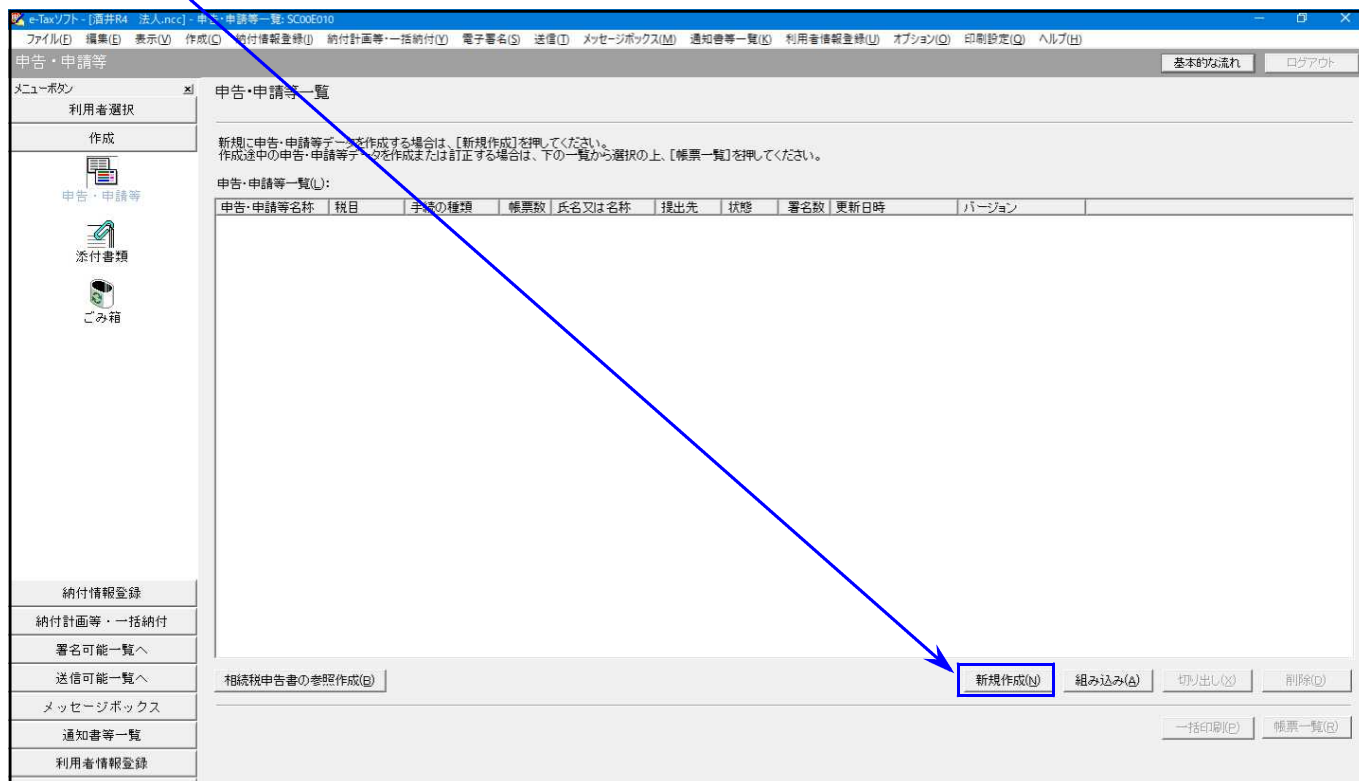 e-Taxソフト - [酒井R4 法人.ncc] - 申告・申請等一覧: SC00E010
ファイル(F) 編集(E) 表示(V) 作成(C) 納付情報登録(I) 納付計画等・一括納付(Y) 電子署名(S) 送信(T) メッセージボックス(M) 通知書等一覧(K) 利用者情報登録(U) オプション(O) 印刷設定(Q) ヘルプ(H)
申告・申請等
基本的な流れ ログアウト
メニューボタン
利用者選択
作成
申告・申請等
添付書類
ごみ箱
納付情報登録
納付計画等・一括納付
署名可能一覧へ
送信可能一覧へ
メッセージボックス
通知書等一覧
利用者情報登録
申告・申請等一覧
新規に申告・申請等データを作成する場合は、[新規作成]を押してください。
作成途中の申告・申請等データを作成または訂正する場合は、下の一覧から選択の上、[帳票一覧]を押してください。
申告・申請等一覧(L):
申告・申請等名称 税目 手続の種類 帳票数 氏名又は名称 提出先 状態 署名数 更新日時 バージョン
相続税申告書の参照作成(B) 新規作成(N) 組み込み(A) 切り出し(X) 削除(D)
一括印刷(P) 帳票一覧(R)